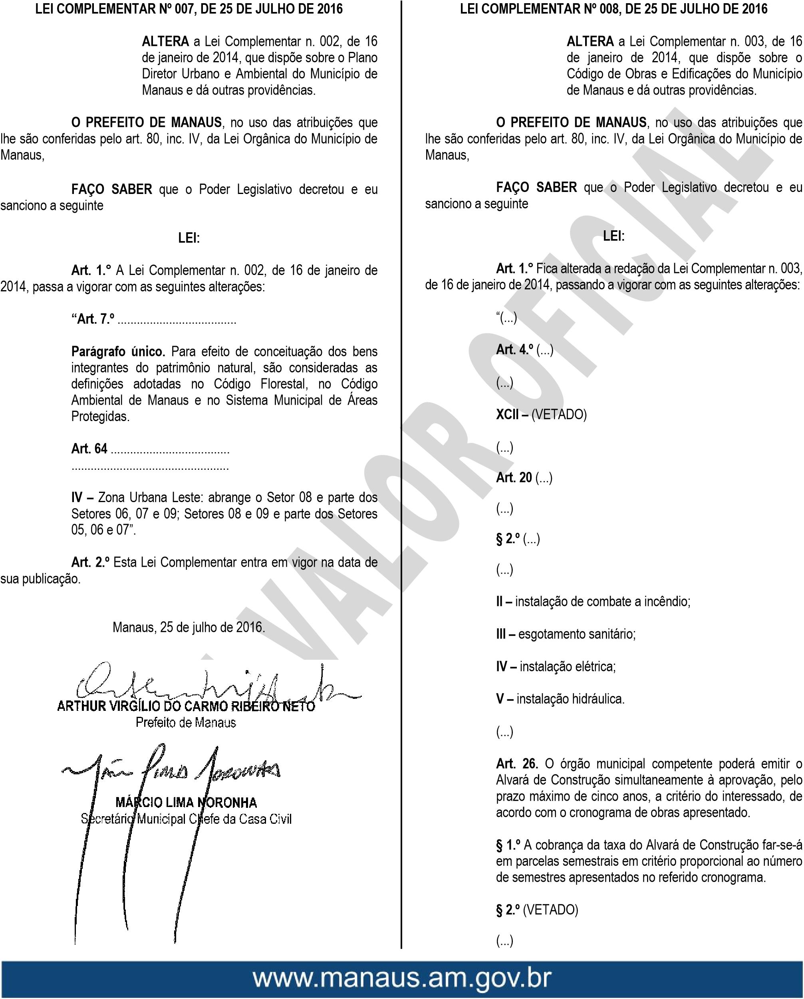 LEI COMPLEMENTAR Nº 007, DE 25 DE JULHO DE 2016
ALTERA a Lei Complementar n. 002, de 16
de janeiro de 2014, que dispõe sobre o Plano
Diretor Urbano e Ambiental do Município de
Manaus e dá outras providências.
O PREFEITO DE MANAUS, no uso das atribuições que
lhe são conferidas pelo art. 80, inc. IV, da Lei Orgânica do Município de
Manaus,
FAÇO SABER que o Poder Legislativo decretou e eu
sanciono a seguinte
LEI:
Art. 1.° A Lei Complementar n. 002, de 16 de janeiro de
2014, passa a vigorar com as seguintes alterações:
“Art. 7.º .....................................
Parágrafo único. Para efeito de conceituação dos bens
integrantes do patrimônio natural, são consideradas as
definições adotadas no Código Florestal, no Código
Ambiental de Manaus e no Sistema Municipal de Áreas
Protegidas.
Art. 64 .....................................
.................................................
IV – Zona Urbana Leste: abrange o Setor 08 e parte dos
Setores 06, 07 e 09; Setores 08 e 09 e parte dos Setores
05, 06 e 07”.
Art. 2.º Esta Lei Complementar entra em vigor na data de
sua publicação.
Manaus, 25 de julho de 2016.
ARTHUR VIRGÍLIO DO CARMO RIBEIRO NETO
Prefeito de Manaus
MÁRCIO LIMA NORONHA
Secretário Municipal Chefe da Casa Civil
LEI COMPLEMENTAR Nº 008, DE 25 DE JULHO DE 2016
ALTERA a Lei Complementar n. 003, de 16
de janeiro de 2014, que dispõe sobre o
Código de Obras e Edificações do Município
de Manaus e dá outras providências.
O PREFEITO DE MANAUS, no uso das atribuições que
lhe são conferidas pelo art. 80, inc. IV, da Lei Orgânica do Município de
Manaus,
FAÇO SABER que o Poder Legislativo decretou e eu
sanciono a seguinte
LEI:
Art. 1.° Fica alterada a redação da Lei Complementar n. 003,
de 16 de janeiro de 2014, passando a vigorar com as seguintes alterações:
“(...)
Art. 4.º (...)
(...)
XCII – (VETADO)
(...)
Art. 20 (...)
(...)
§ 2.º (...)
(...)
II – instalação de combate a incêndio;
III – esgotamento sanitário;
IV – instalação elétrica;
V – instalação hidráulica.
(...)
Art. 26. O órgão municipal competente poderá emitir o
Alvará de Construção simultaneamente à aprovação, pelo
prazo máximo de cinco anos, a critério do interessado, de
acordo com o cronograma de obras apresentado.
§ 1.º A cobrança da taxa do Alvará de Construção far-se-á
em parcelas semestrais em critério proporcional ao número
de semestres apresentados no referido cronograma.
§ 2.º (VETADO)
(...)
VALOR OFICIAL
www.manaus.am.gov.br